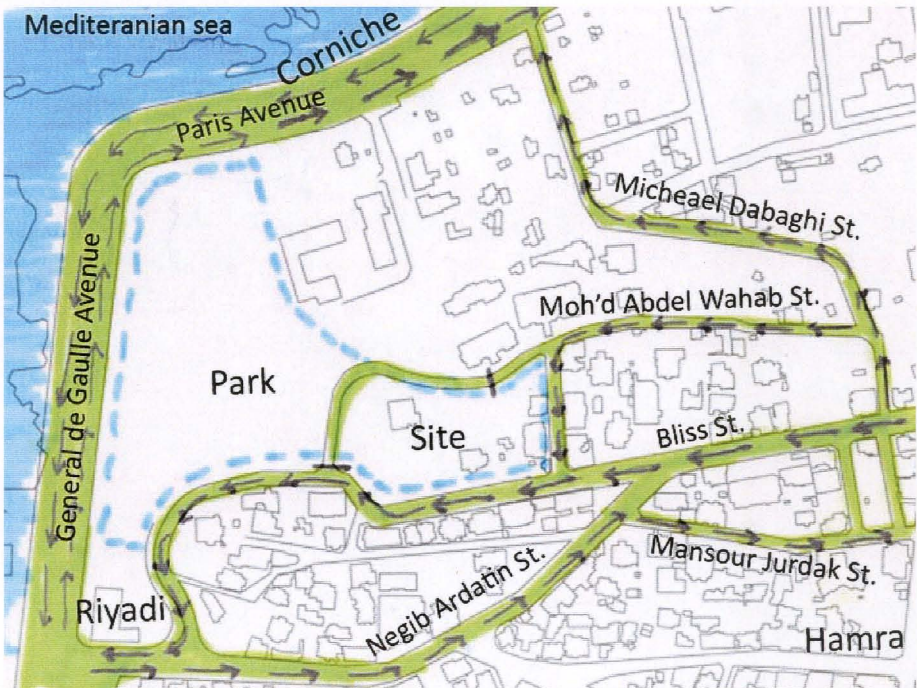 Mediteranian sea
Corniche
Paris Avenue
Micheael Dabaghi St.
General de Gaulle Avenue
Moh'd Abdel Wahab St.
Park
Site
Bliss St.
Mansour Jurdak St.
Negib Ardatin St.
Riyadi
Hamra